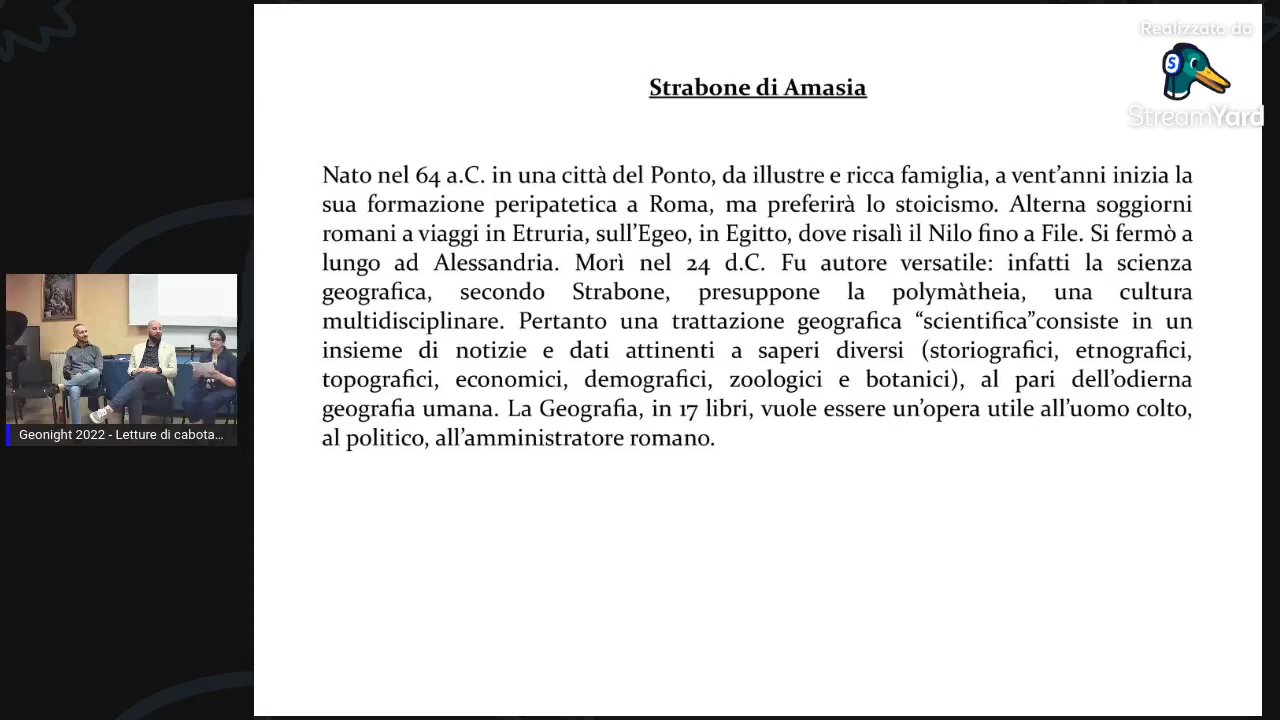 Realizzato da
StreamYard
Strabone di Amasia
Nato nel 64 a.C. in una città del Ponto, da illustre e ricca famiglia, a vent'anni inizia la
sua formazione peripatetica a Roma, ma preferirà lo stoicismo. Alterna soggiorni
romani a viaggi in Etruria, sull'Egeo, in Egitto, dove risalì il Nilo fino a File. Si fermò a
lungo ad Alessandria. Morì nel 24 d.C. Fu autore versatile: infatti la scienza
geografica, secondo Strabone, presuppone la polymàtheia, una cultura
multidisciplinare. Pertanto una trattazione geografica “scientifica”consiste in un
insieme di notizie e dati attinenti a saperi diversi (storiografici, etnografici,
topografici, economici, demografici, zoologici e botanici), al pari dell'odierna
geografia umana. La Geografia, in 17 libri, vuole essere un'opera utile all'uomo colto,
al politico, all'amministratore romano.
Geonight 2022 - Letture di cabota...